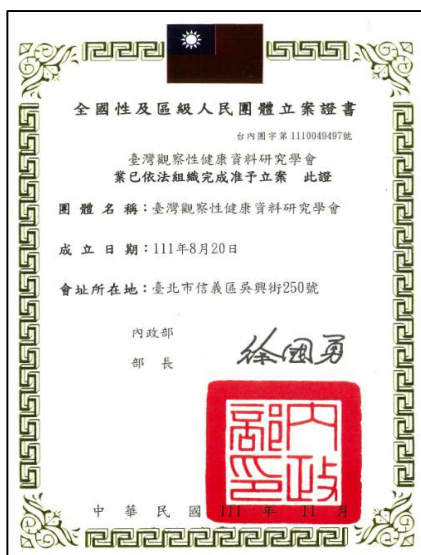 全國性及區級人民團體立案證書
台內團字第1110049497號
臺灣觀察性健康資料研究學會
業已依法組織完成准予立案 此證
團體名稱:臺灣觀察性健康資料研究學會
成立日期:111年8月20日
會址所在地:臺北市信義區吳興街250號
內政部
部長
徐國勇
內政部印
中華民國 111 年 11 月